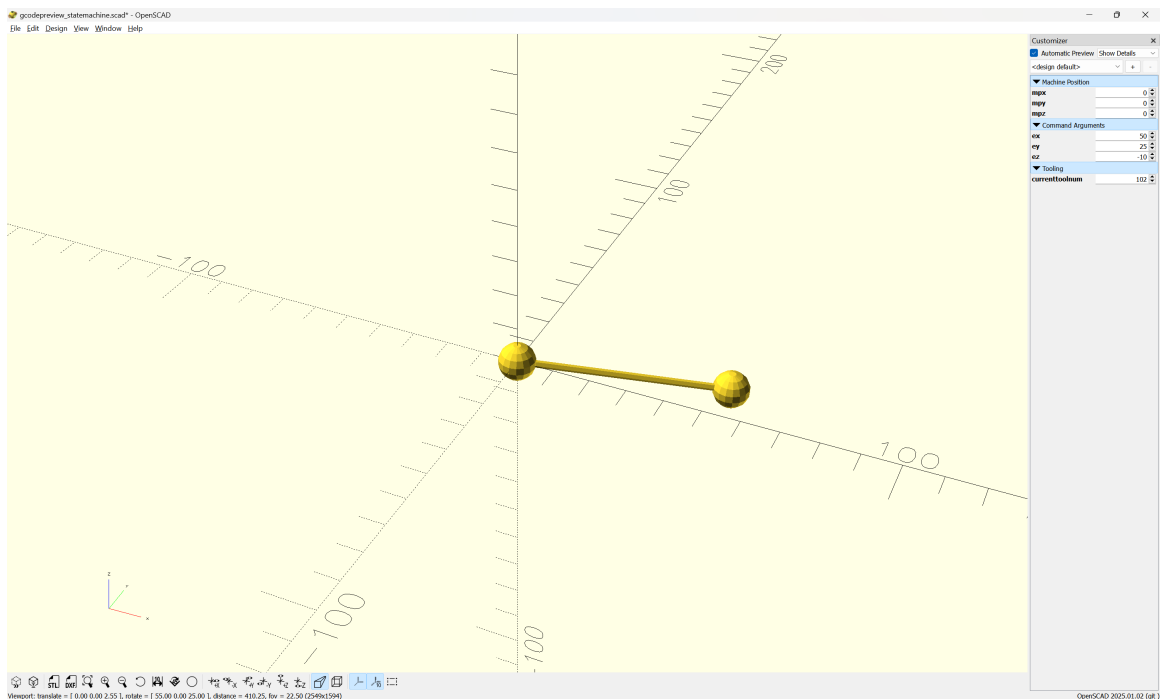 gcodepreview_statemachine.scad* - OpenSCAD
File Edit Design View Window Help
Customizer
Automatic Preview Show Details
<design default> + -
Machine Position
mpx 0
mpy 0
mpz 0
Command Arguments
ex 50
ey 25
ez -10
Tooling
currenttoolnum 102
200
100
-100
100
-100
-100
z
y
x
STL DXF
Viewport: translate = [ 0.00 0.00 2.55 ], rotate = [ 55.00 0.00 25.00 ], distance = 410.25, fov = 22.50 (2549x1594)
OpenSCAD 2025.01.02 (git )